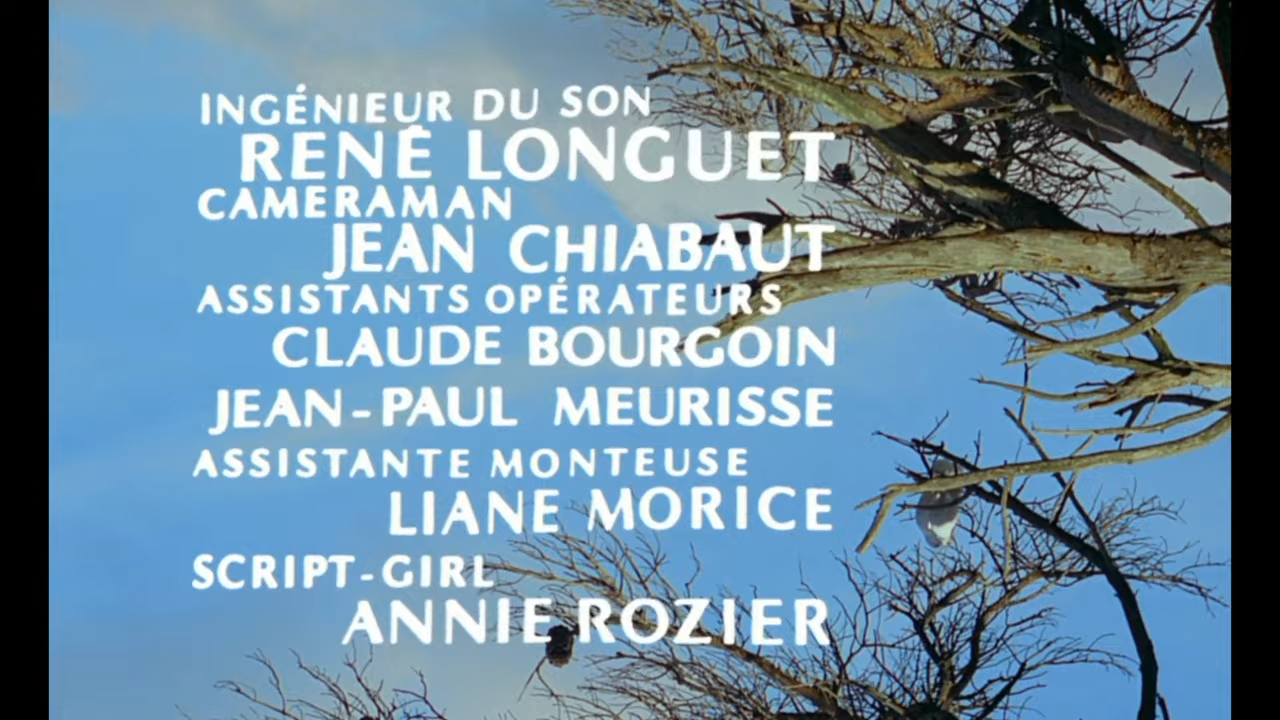 INGÉNIEUR DU SON
RENÉ LONGUET
CAMERAMAN
JEAN CHIABAUT
ASSISTANTS OPÉRATEURS
CLAUDE BOURGOIN
JEAN-PAUL MEURISSE
ASSISTANTE MONTEUSE
LIANE MORICE
SCRIPT-GIRL
ANNIE ROZIER